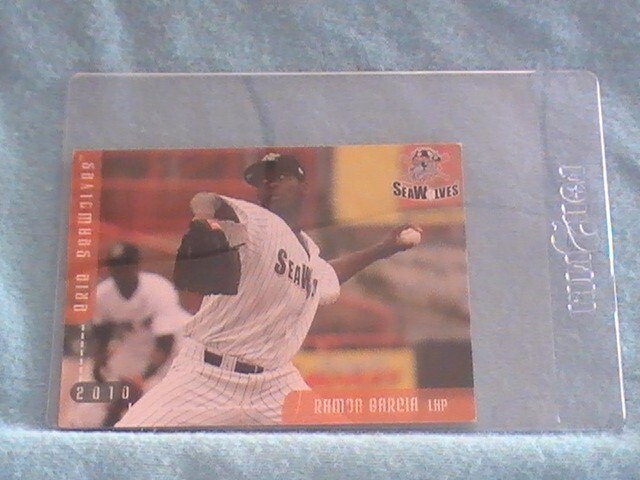 ERIE SEAWOLVES
SEAWOLVES
SEAW
2010
RAMON GARCIA LHP